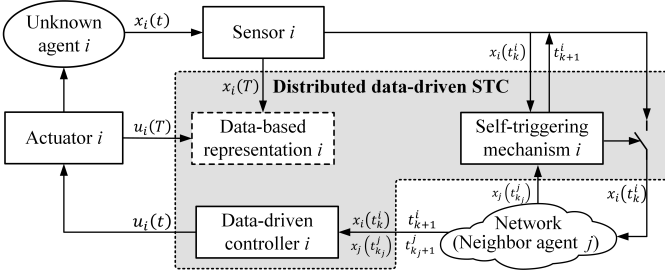 Unknown
agent i
x_i(t)
Sensor i
x_i(t_k^i)
t_{k+1}^i
x_i(T)
Distributed data-driven STC
Actuator i
u_i(T)
Data-based
representation i
Self-triggering
mechanism i
x_i(t_k^i)
x_j(t_{k_j}^j)
u_i(t)
Data-driven
controller i
x_i(t_k^i) t_{k+1}^i
x_j(t_{k_j}^j) t_{k_j+1}^j
Network
(Neighbor agent j)